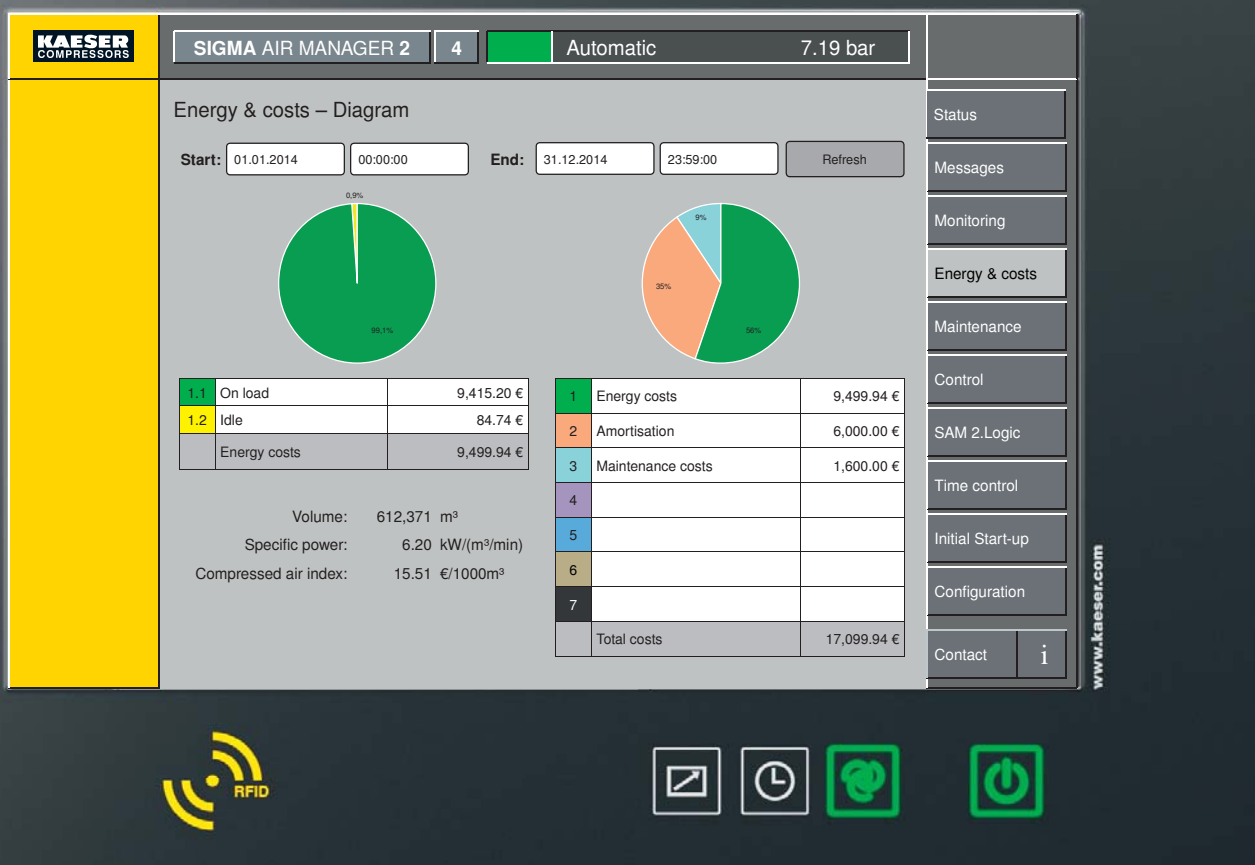 KAESER
COMPRESSORS
SIGMA AIR MANAGER 2 4 Automatic 7.19 bar
Energy & costs – Diagram
Start: 01.01.2014 00:00:00 End: 31.12.2014 23:59:00 Refresh
0,9%
99,1%
9%
35%
56%
1.1 On load 9,415.20 €
1.2 Idle 84.74 €
Energy costs 9,499.94 €
Volume: 612,371 m³
Specific power: 6.20 kW/(m³/min)
Compressed air index: 15.51 €/1000m³
1 Energy costs 9,499.94 €
2 Amortisation 6,000.00 €
3 Maintenance costs 1,600.00 €
4
5
6
7
Total costs 17,099.94 €
Status
Messages
Monitoring
Energy & costs
Maintenance
Control
SAM 2.Logic
Time control
Initial Start-up
Configuration
Contact i
www.kaeser.com
RFID